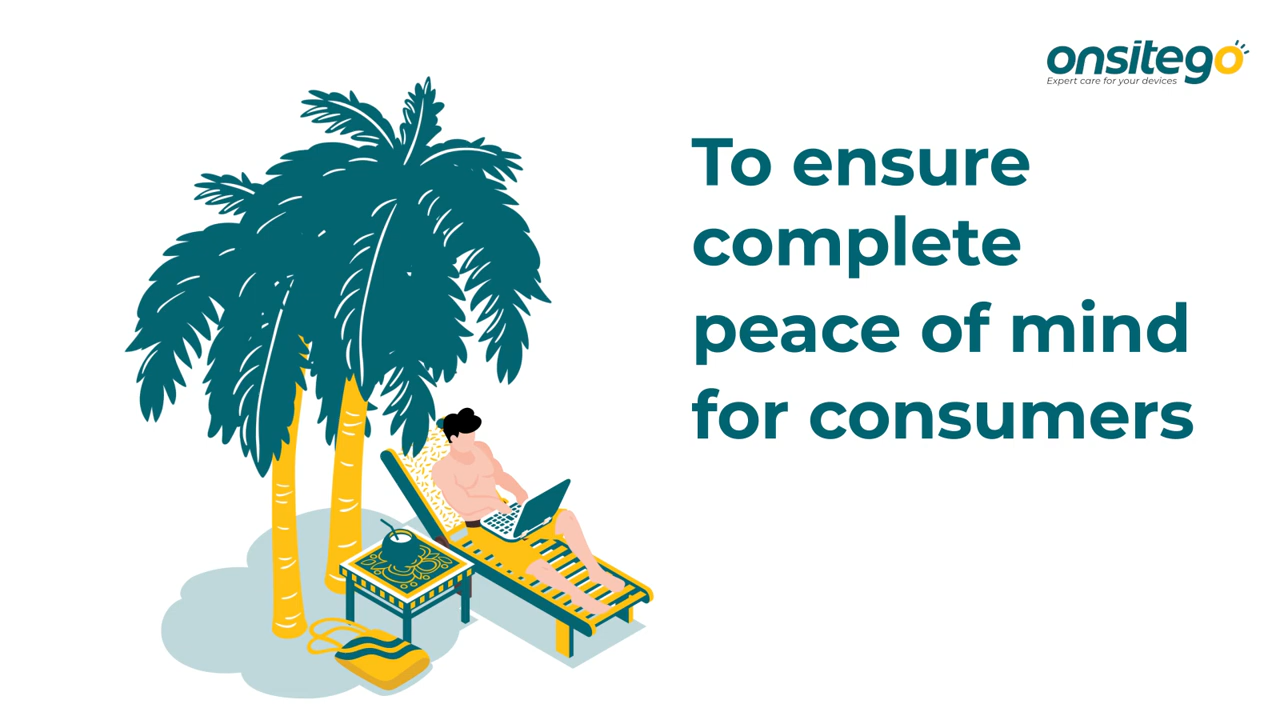 onsitego
Expert care for your devices
To ensure
complete
peace of mind
for consumers